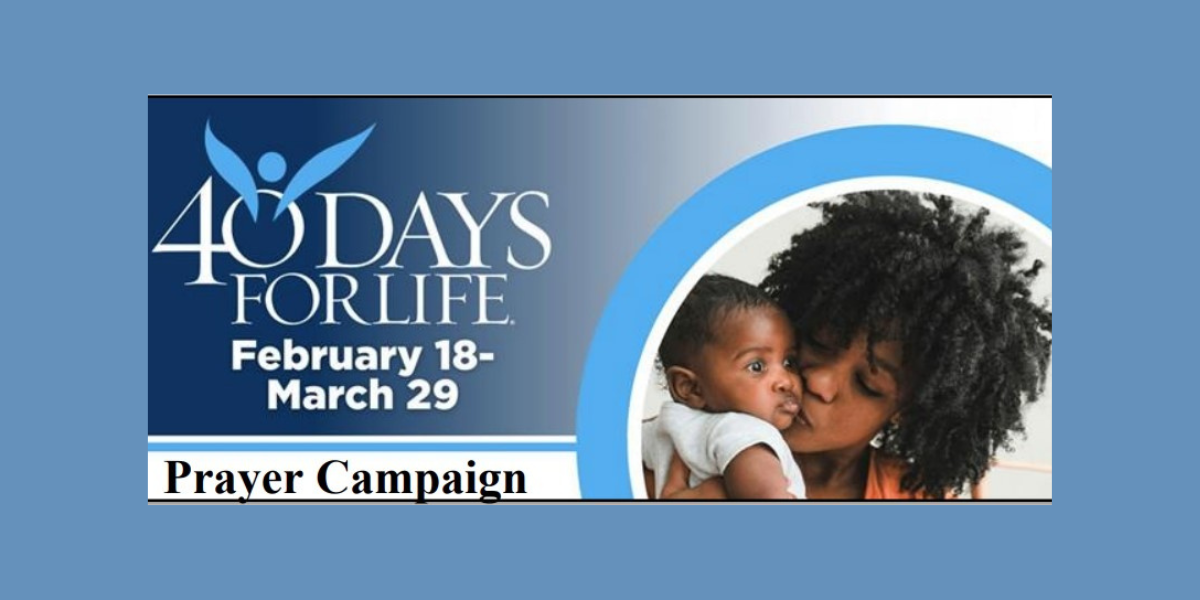 40 DAYS
FOR LIFE.
February 18-
March 29
Prayer Campaign